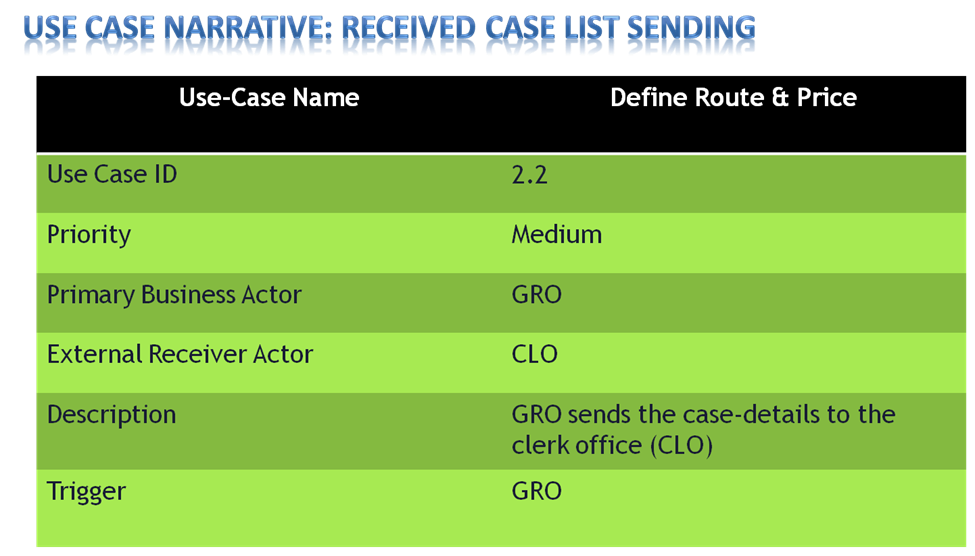 USE CASE NARRATIVE: RECEIVED CASE LIST SENDING
Use-Case Name Define Route & Price
Use Case ID 2.2
Priority Medium
Primary Business Actor GRO
External Receiver Actor CLO
Description GRO sends the case-details to the
clerk office (CLO)
Trigger GRO